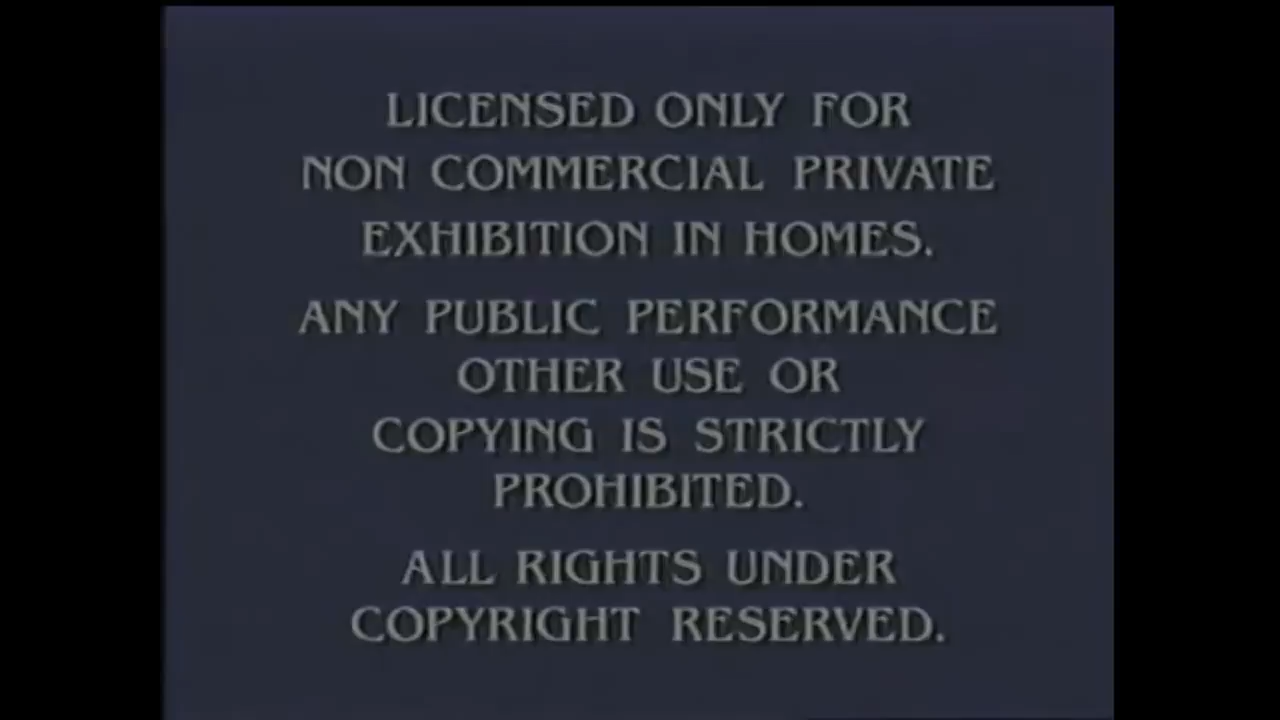 LICENSED ONLY FOR
NON COMMERCIAL PRIVATE
EXHIBITION IN HOMES.
ANY PUBLIC PERFORMANCE
OTHER USE OR
COPYING IS STRICTLY
PROHIBITED.
ALL RIGHTS UNDER
COPYRIGHT RESERVED.